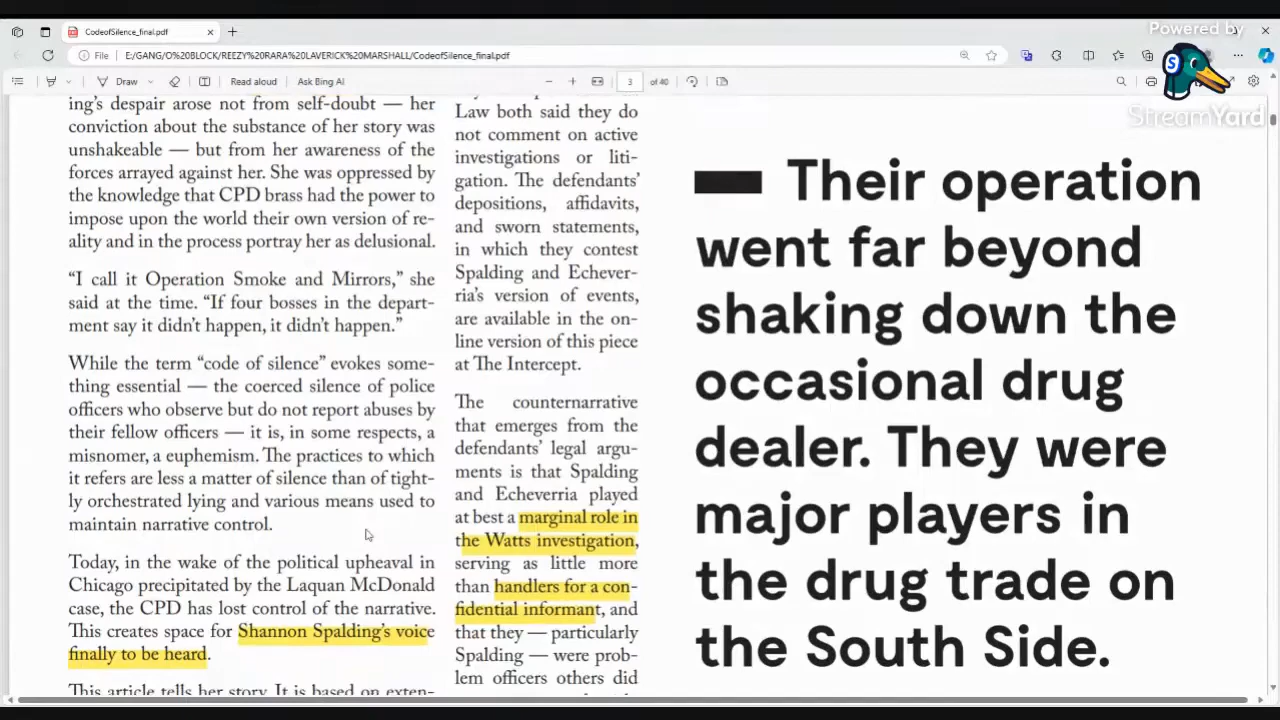 CodeofSilence_final.pdf
Powered by
File
E:/GANG/O%20BLOCK/REEZY%20RARA%20LAVERICK%20MARSHALL/CodeofSilence_final.pdf
Draw
Read aloud
Ask Bing AI
3
of 40
StreamYard
ing’s despair arose not from self-doubt — her
conviction about the substance of her story was
unshakeable — but from her awareness of the
forces arrayed against her. She was oppressed by
the knowledge that CPD brass had the power to
impose upon the world their own version of re-
ality and in the process portray her as delusional.
“I call it Operation Smoke and Mirrors,” she
said at the time. “If four bosses in the depart-
ment say it didn’t happen, it didn’t happen.”
While the term “code of silence” evokes some-
thing essential — the coerced silence of police
officers who observe but do not report abuses by
their fellow officers — it is, in some respects, a
misnomer, a euphemism. The practices to which
it refers are less a matter of silence than of tight-
ly orchestrated lying and various means used to
maintain narrative control.
Today, in the wake of the political upheaval in
Chicago precipitated by the Laquan McDonald
case, the CPD has lost control of the narrative.
This creates space for Shannon Spalding’s voice
finally to be heard.
This article tells her story. It is based on exten-
Law both said they do
not comment on active
investigations or liti-
gation. The defendants’
depositions, affidavits,
and sworn statements,
in which they contest
Spalding and Echever-
ria’s version of events,
are available in the on-
line version of this piece
at The Intercept.
The counternarrative
that emerges from the
defendants’ legal argu-
ments is that Spalding
and Echeverria played
at best a marginal role in
the Watts investigation,
serving as little more
than handlers for a con-
fidential informant, and
that they — particularly
Spalding — were prob-
lem officers others did
— Their operation
went far beyond
shaking down the
occasional drug
dealer. They were
major players in
the drug trade on
the South Side.